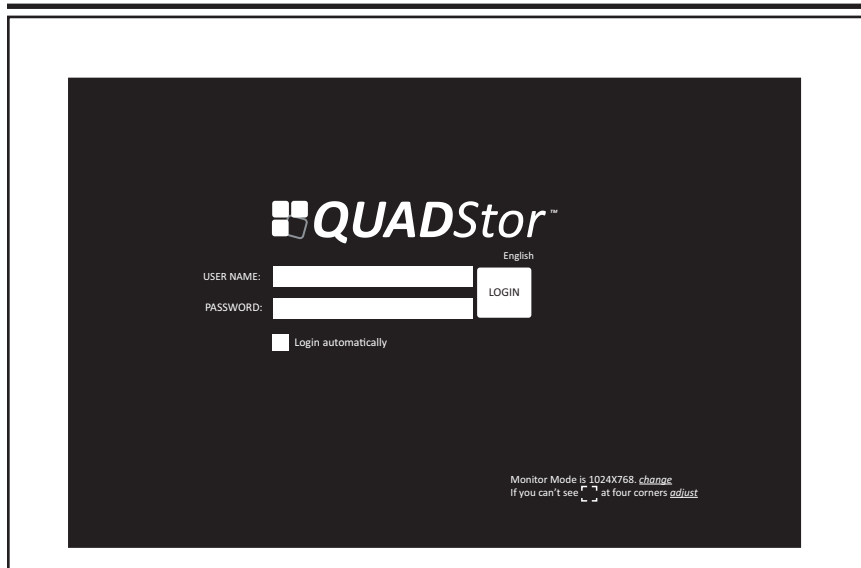 QUADStor™
English
USER NAME:
LOGIN
PASSWORD:
Login automatically
Monitor Mode is 1024X768. change
If you can't see at four corners adjust